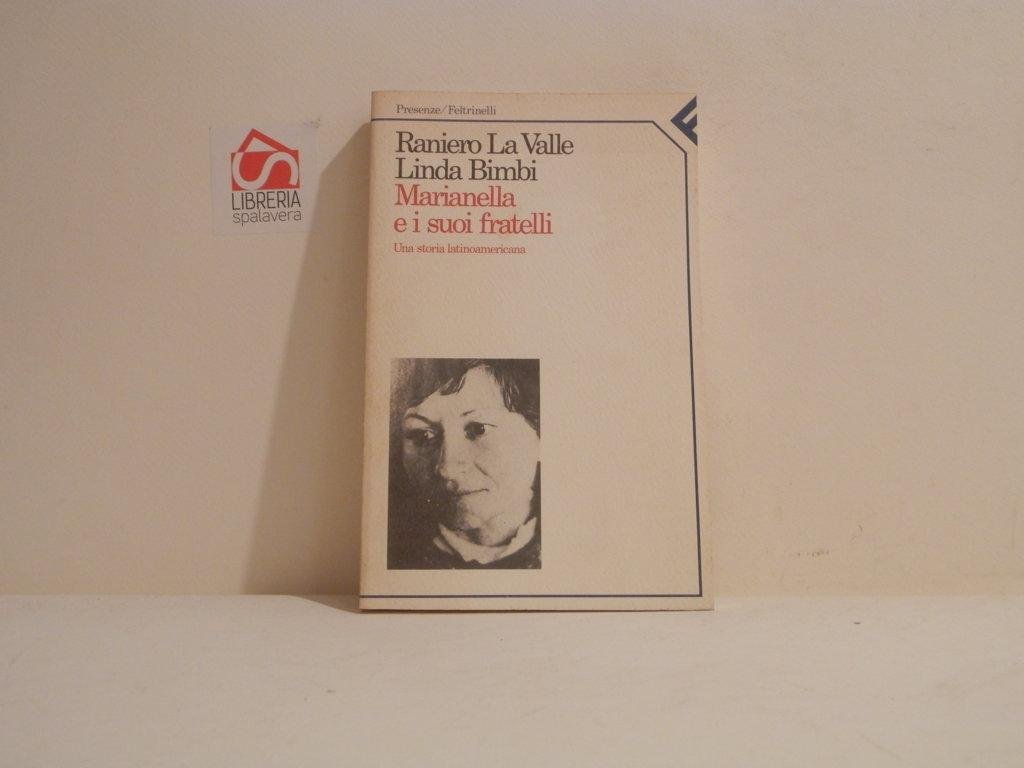 LIBRERIA
spalavera
Presenze/Feltrinelli
Raniero La Valle
Linda Bimbi
Marianella
e i suoi fratelli
Una storia latinoamericana